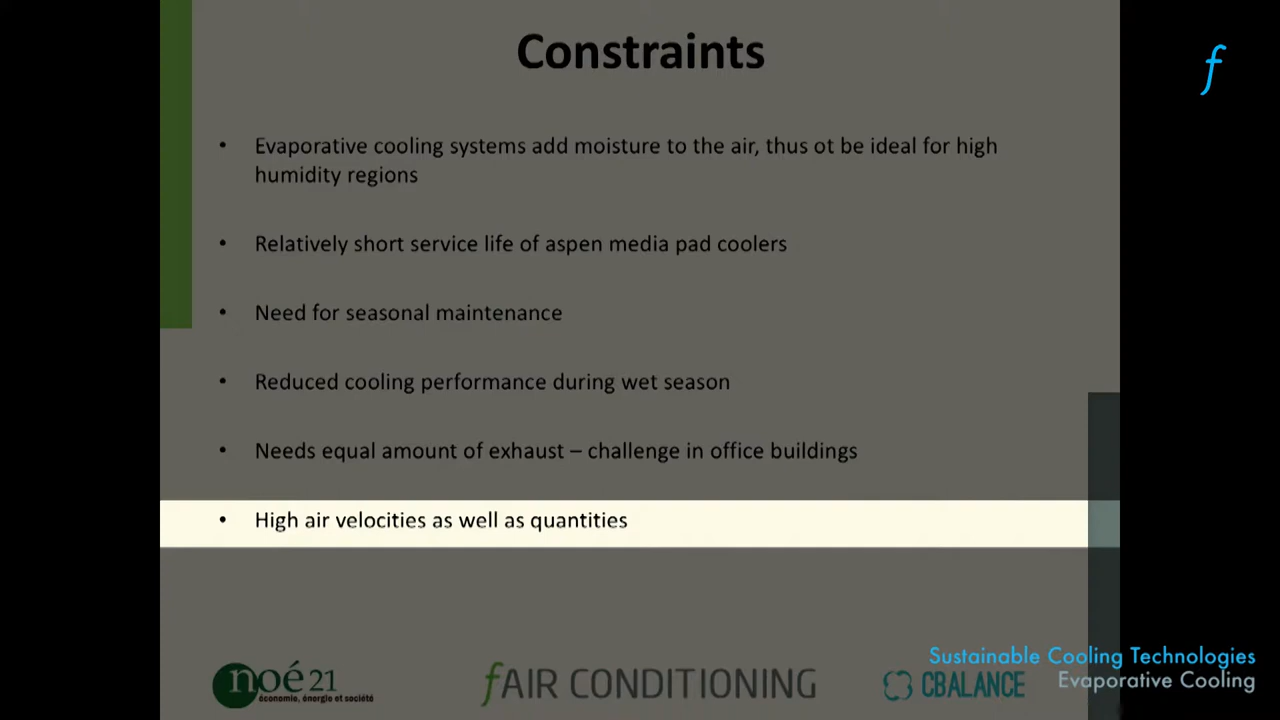 Constraints
f
• Evaporative cooling systems add moisture to the air, thus ot be ideal for high
humidity regions
• Relatively short service life of aspen media pad coolers
• Need for seasonal maintenance
• Reduced cooling performance during wet season
• Needs equal amount of exhaust – challenge in office buildings
• High air velocities as well as quantities
noé21
économie, énergie et société
fAIR CONDITIONING
CBALANCE
Sustainable Cooling Technologies
Evaporative Cooling